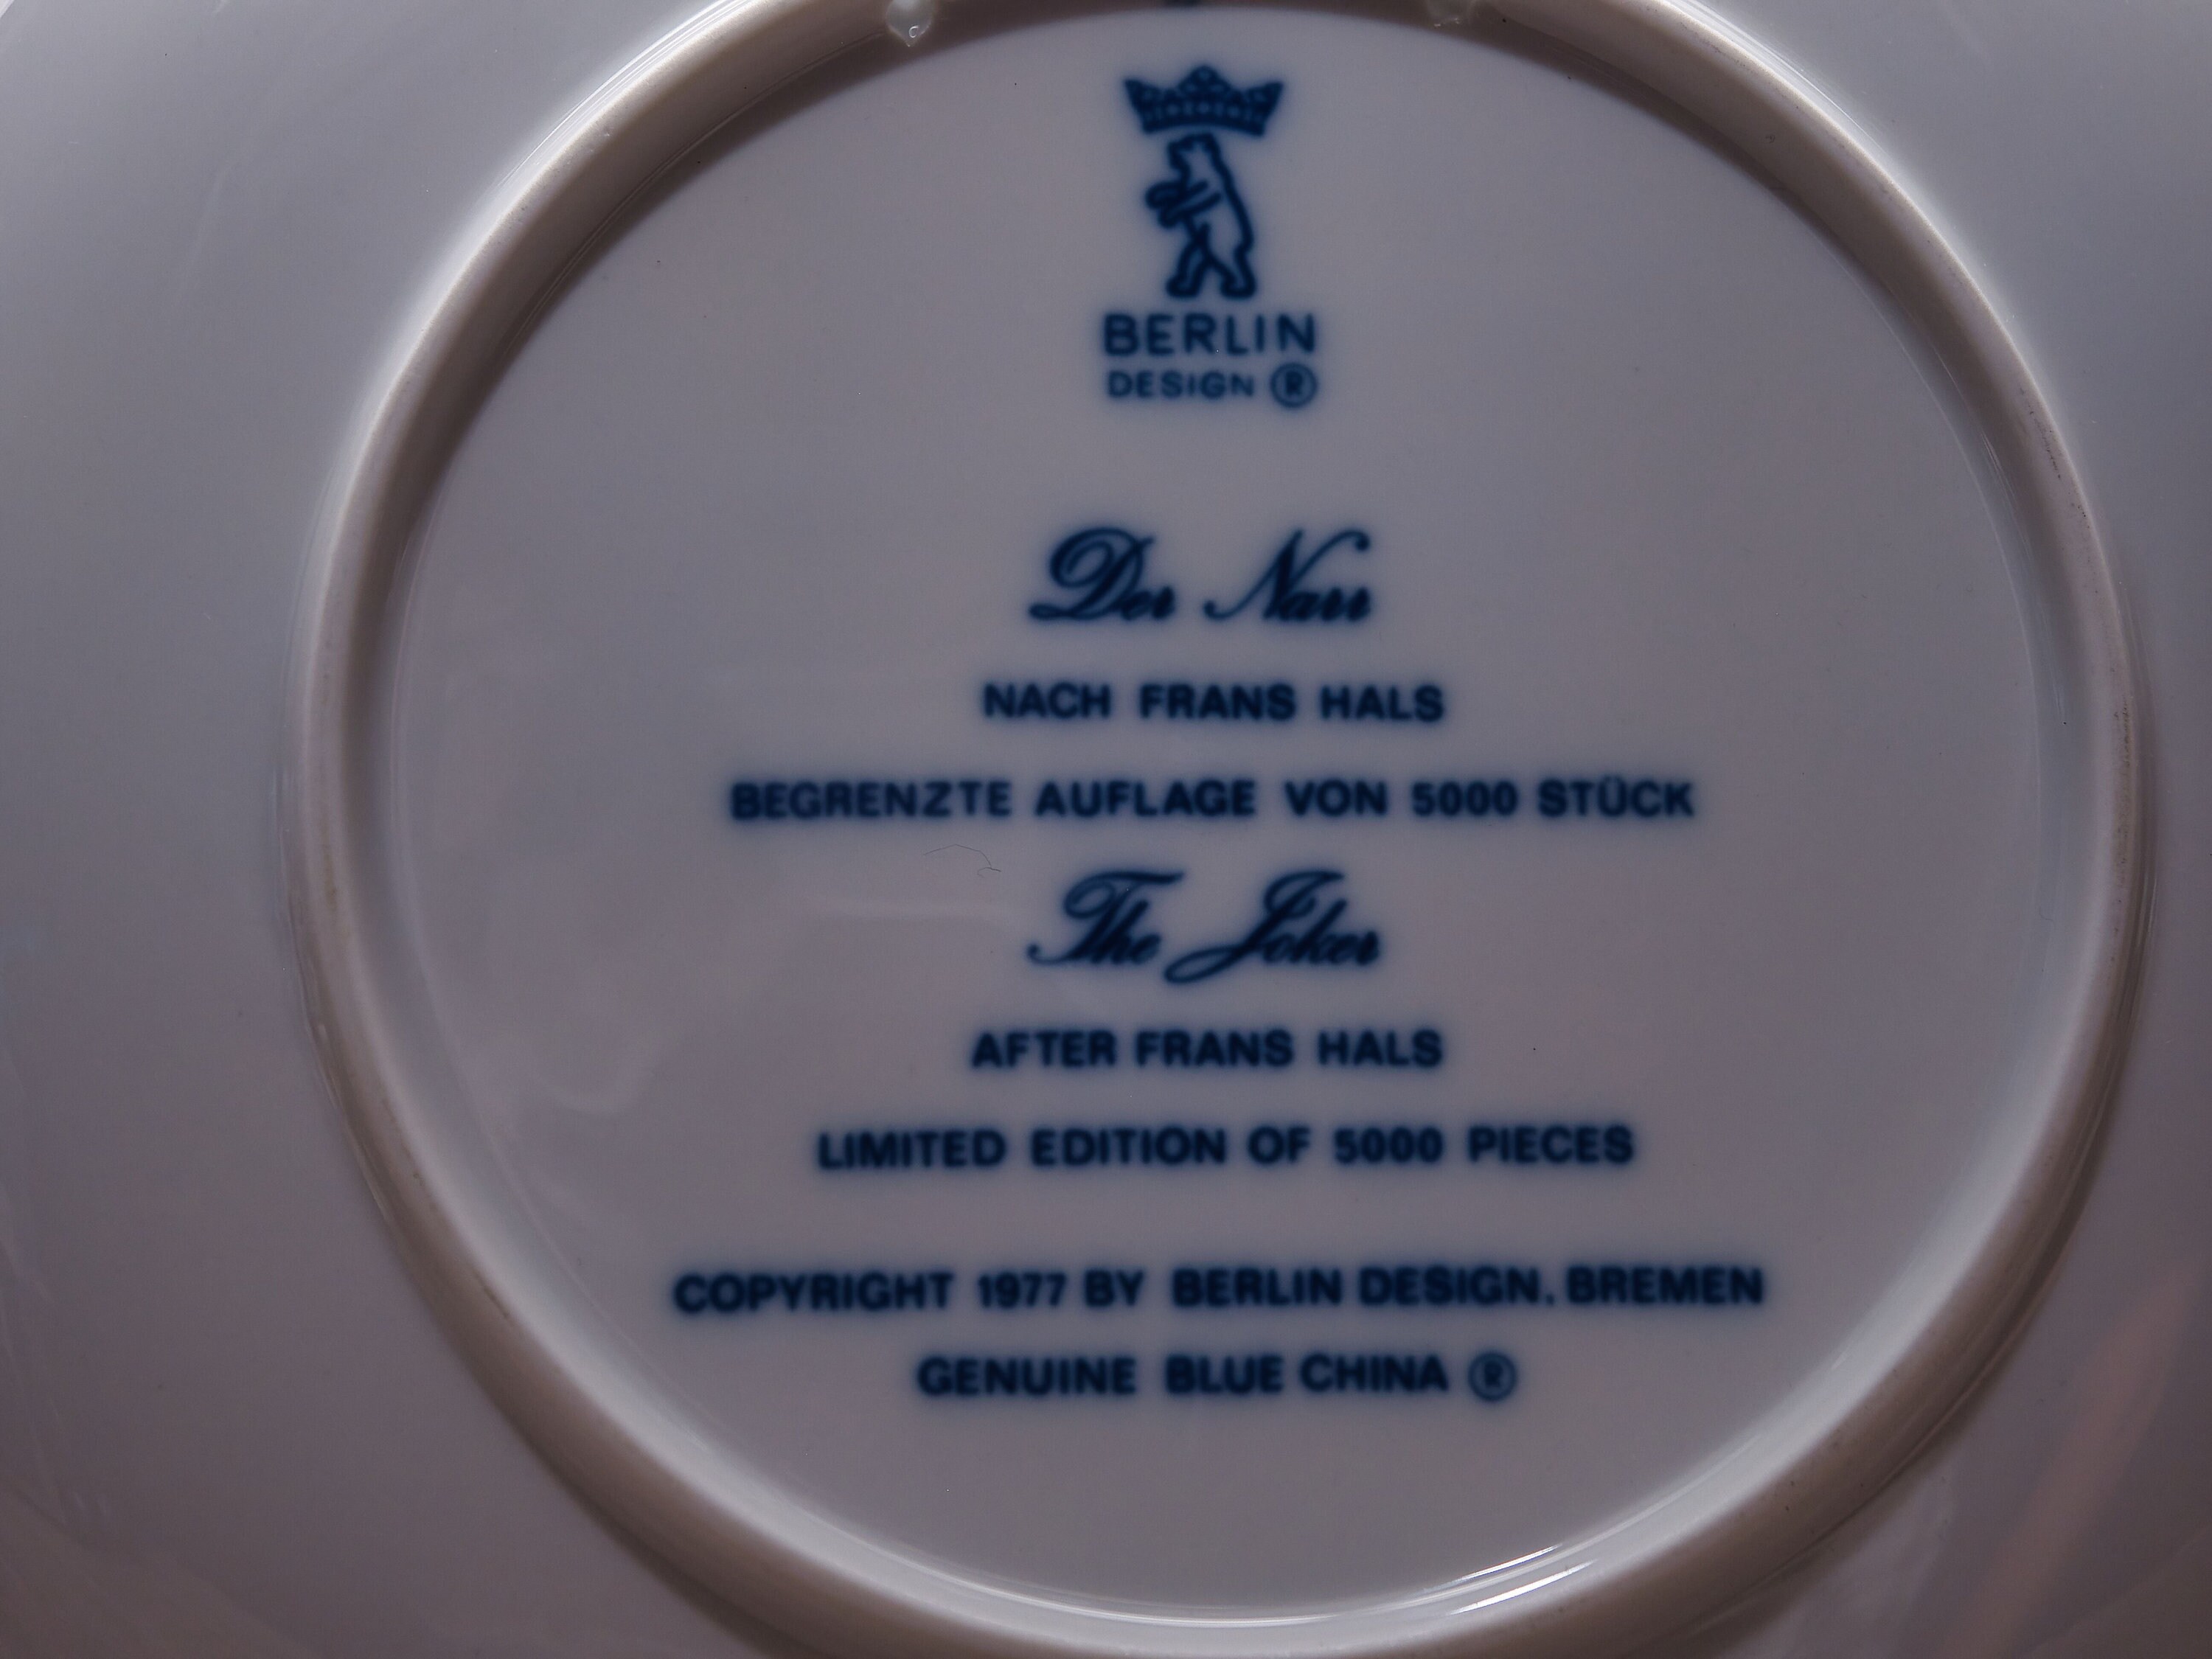 BERLIN
DESIGN ®
Der Narr
NACH FRANS HALS
BEGRENZTE AUFLAGE VON 5000 STÜCK
The Joker
AFTER FRANS HALS
LIMITED EDITION OF 5000 PIECES
COPYRIGHT 1977 BY BERLIN DESIGN. BREMEN
GENUINE BLUE CHINA ®